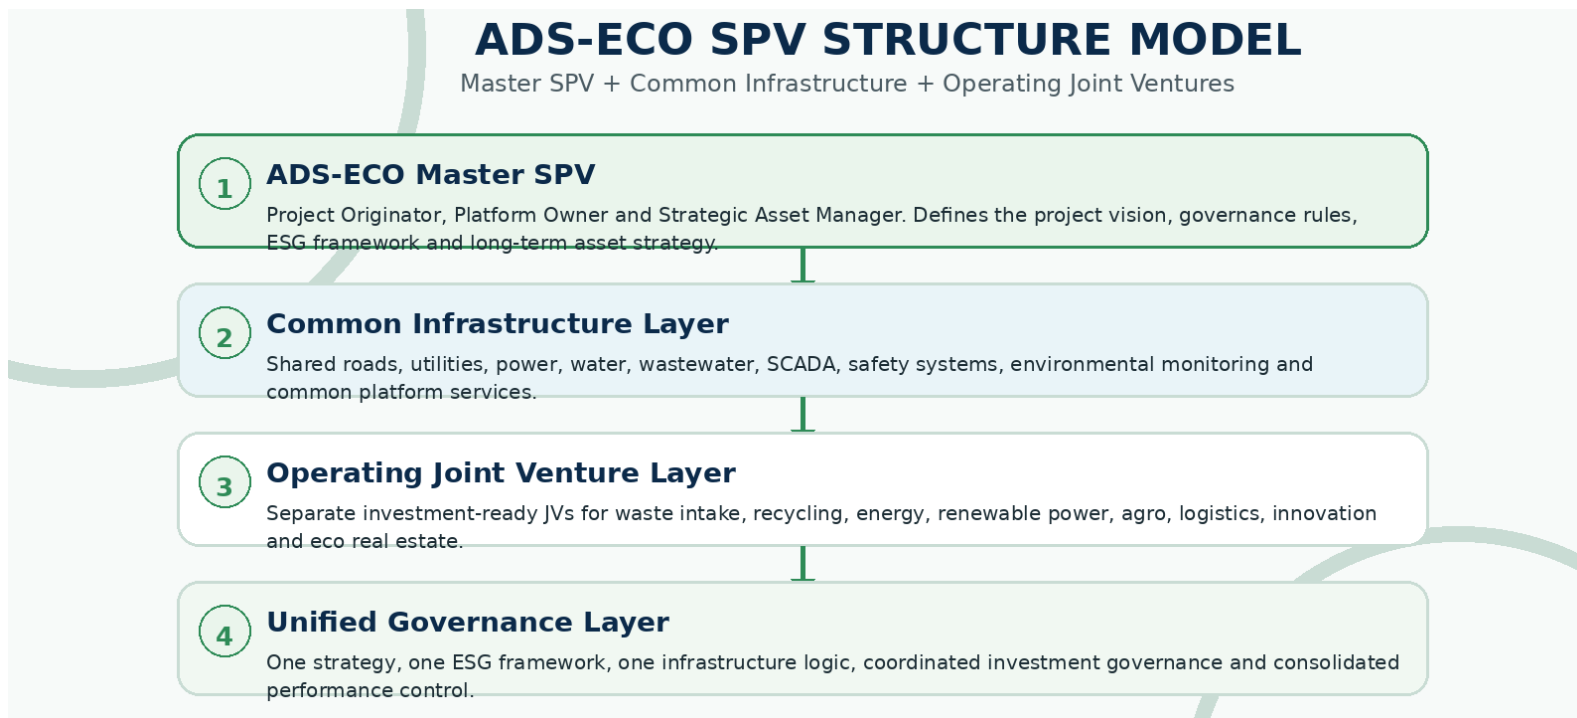 ADS-ECO SPV STRUCTURE MODEL
Master SPV + Common Infrastructure + Operating Joint Ventures
1
ADS-ECO Master SPV
Project Originator, Platform Owner and Strategic Asset Manager. Defines the project vision, governance rules,
ESG framework and long-term asset strategy.
2
Common Infrastructure Layer
Shared roads, utilities, power, water, wastewater, SCADA, safety systems, environmental monitoring and
common platform services.
3
Operating Joint Venture Layer
Separate investment-ready JVs for waste intake, recycling, energy, renewable power, agro, logistics, innovation
and eco real estate.
4
Unified Governance Layer
One strategy, one ESG framework, one infrastructure logic, coordinated investment governance and consolidated
performance control.